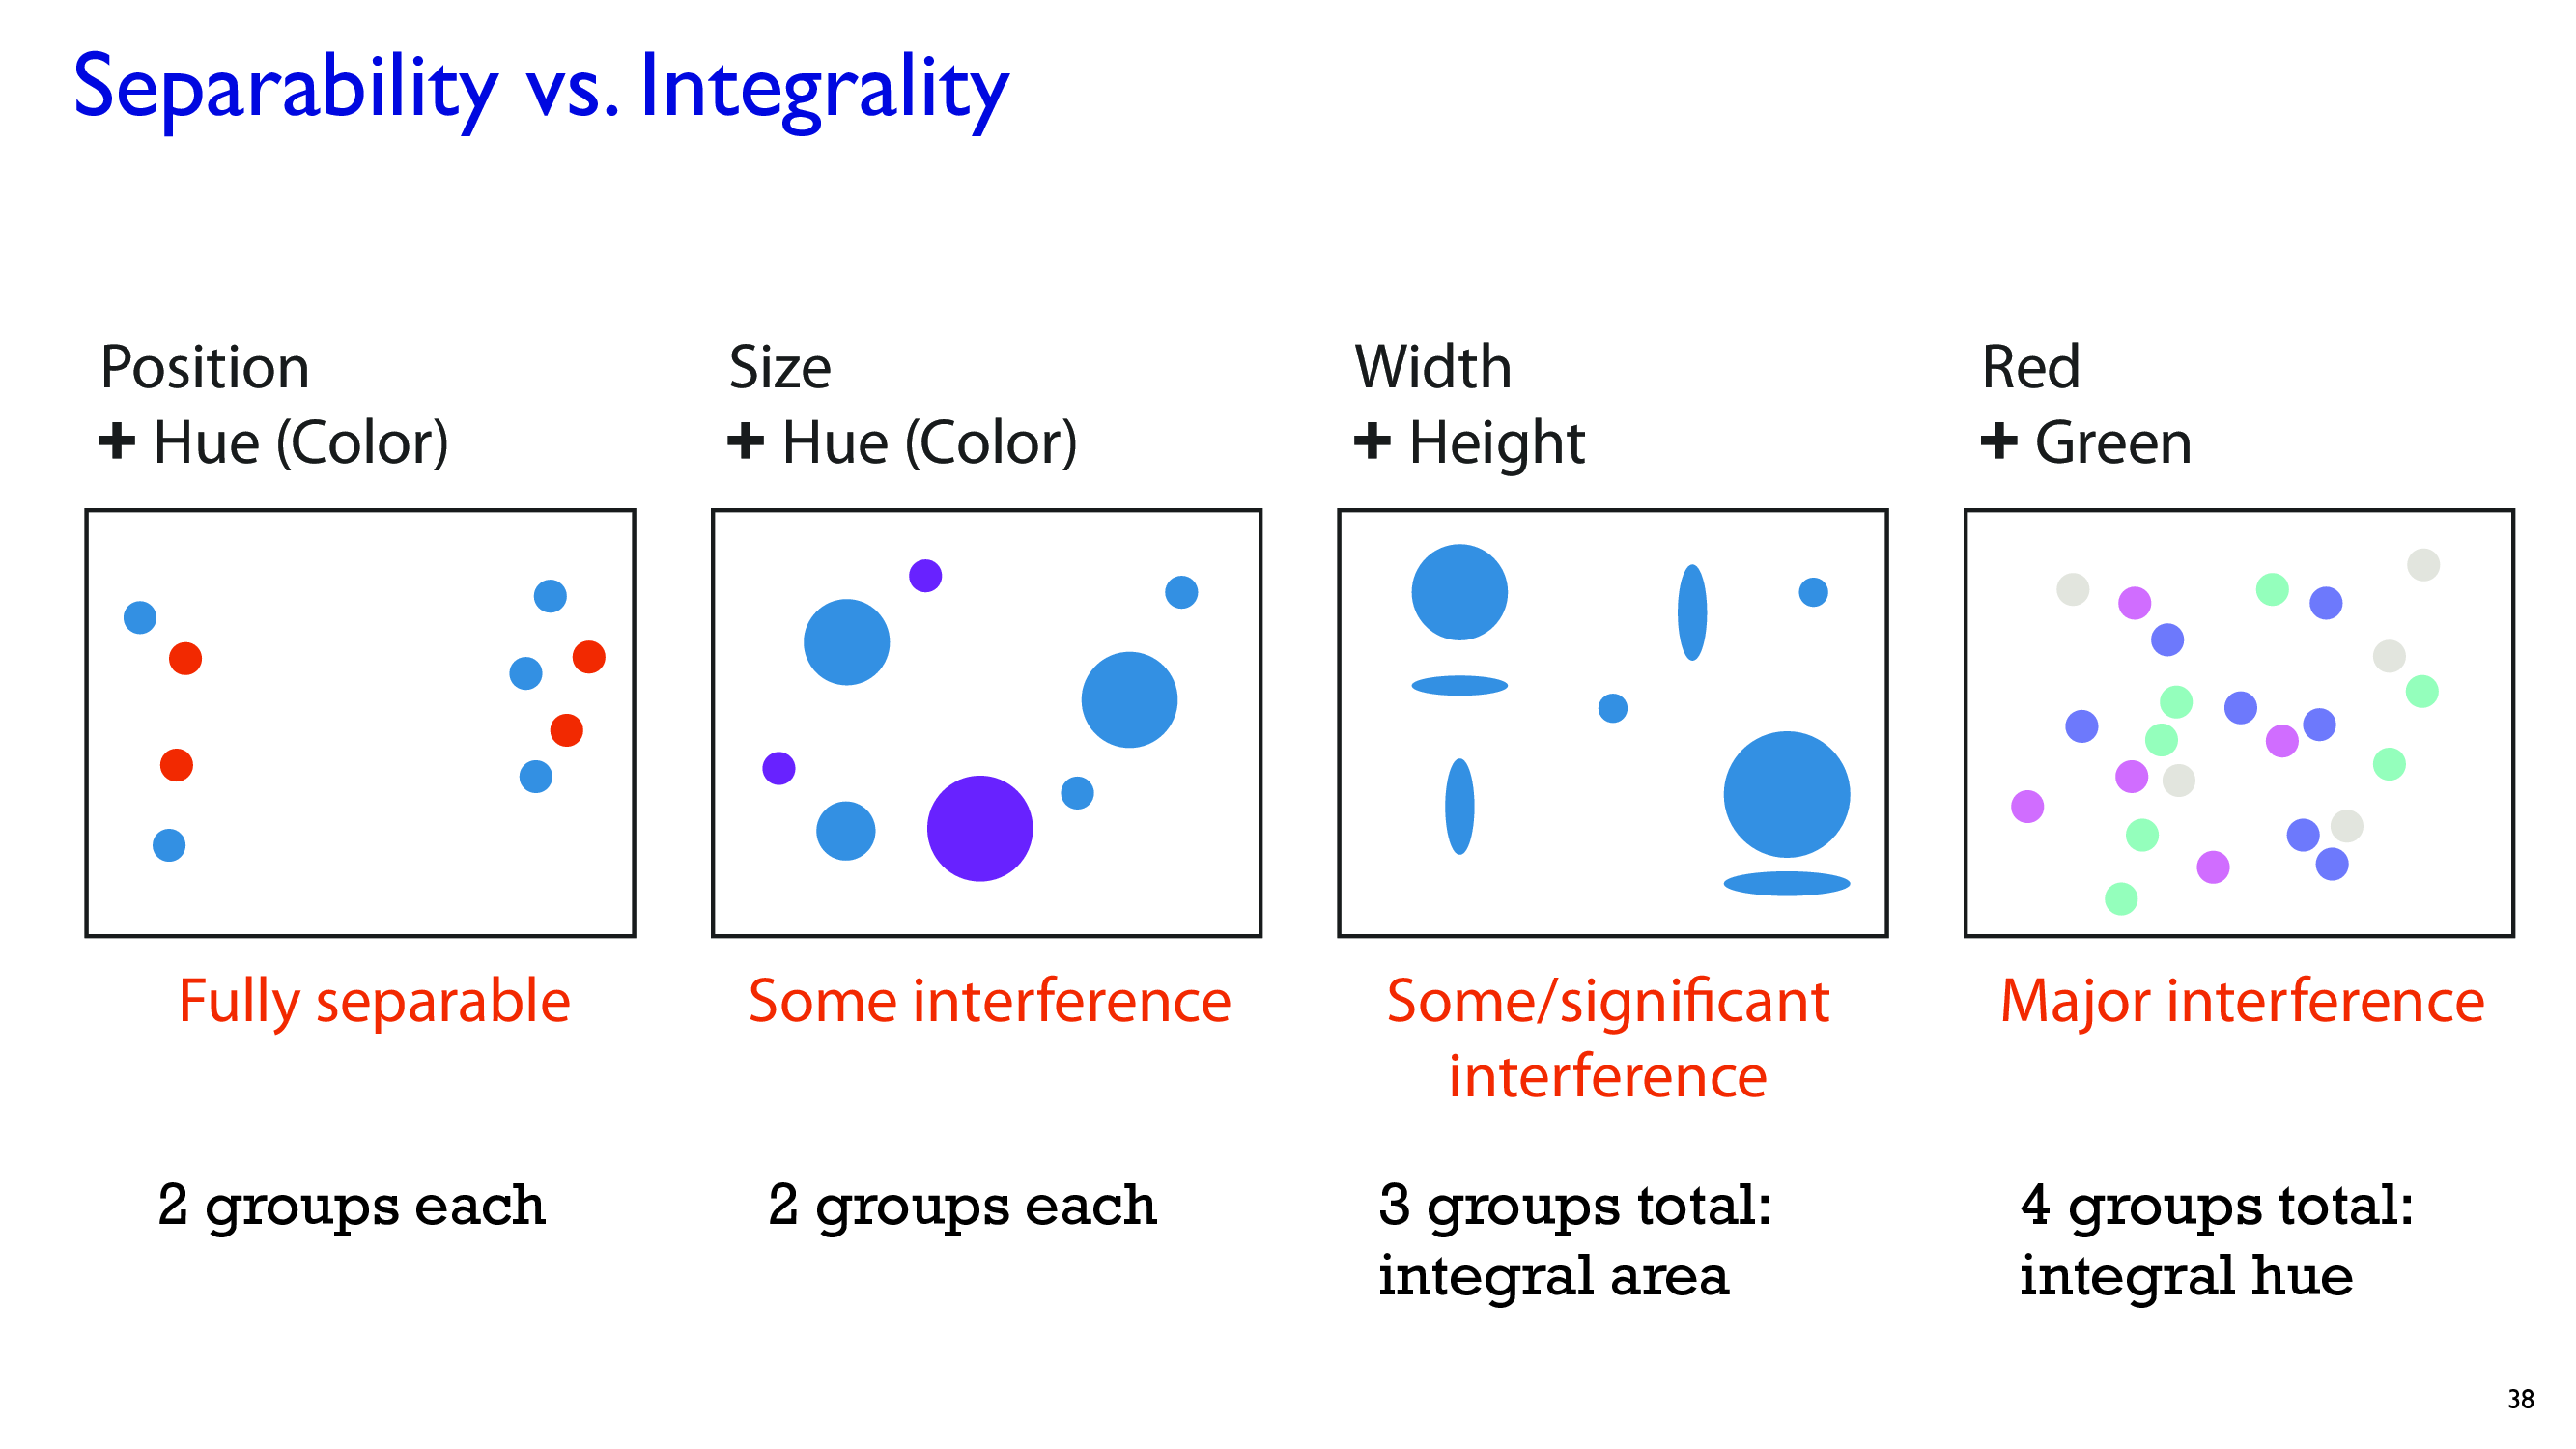 Separability vs. Integrality
Position
+ Hue (Color)
Size
+ Hue (Color)
Width
+ Height
Red
+ Green
Fully separable
Some interference
Some/significant
interference
Major interference
2 groups each
2 groups each
3 groups total:
integral area
4 groups total:
integral hue
38